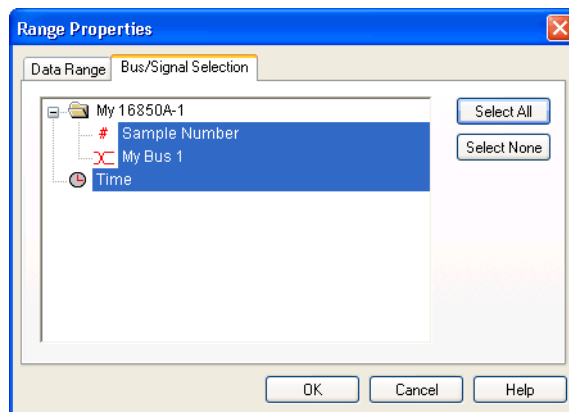 Range Properties
Data Range Bus/Signal Selection
My 16850A-1
# Sample Number
My Bus 1
Time
Select All
Select None
OK Cancel Help